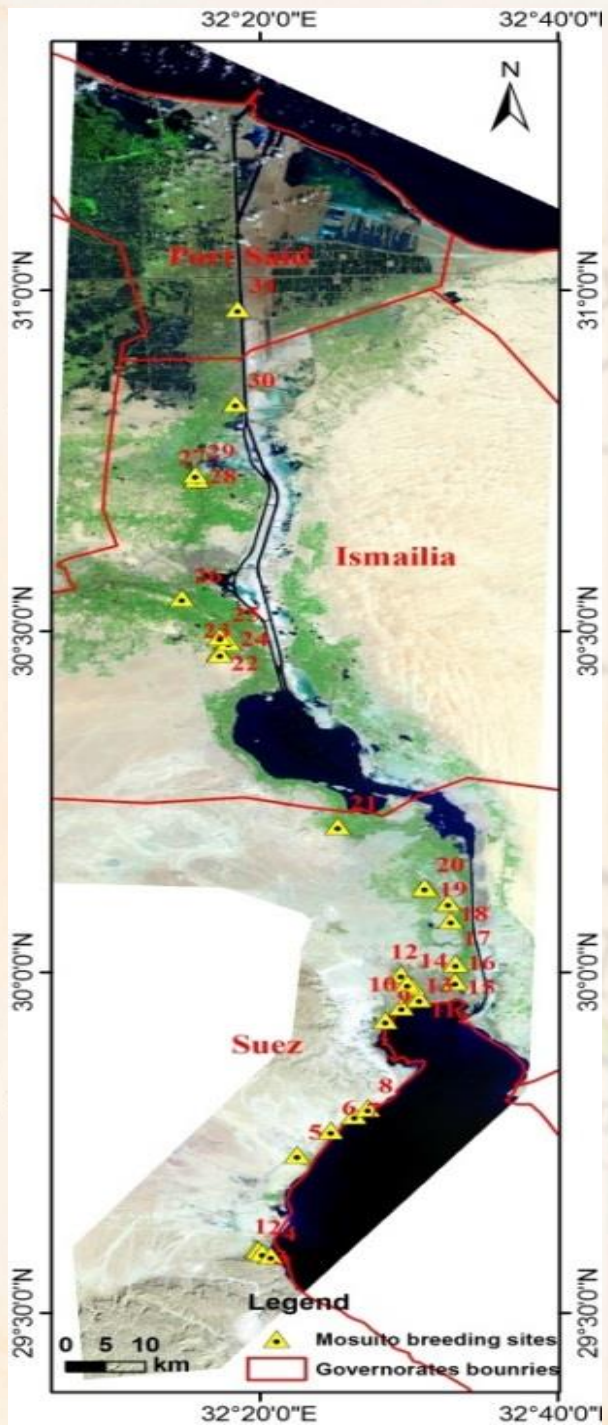 32°20'0"E 32°40'0"E
N
Port Said
31°0'0"N 31°0'0"N
30
27 29
28
Ismailia
26
25
23 24
22
30°30'0"N 30°30'0"N
21
20
19
18
17
12 14 16
10 13 15
9 11
30°0'0"N 30°0'0"N
Suez
8
6
5
12
4
Legend
29°30'0"N 29°30'0"N
0 5 10
km
Mosuito breeding sites
Governorates bounries
32°20'0"E 32°40'0"E